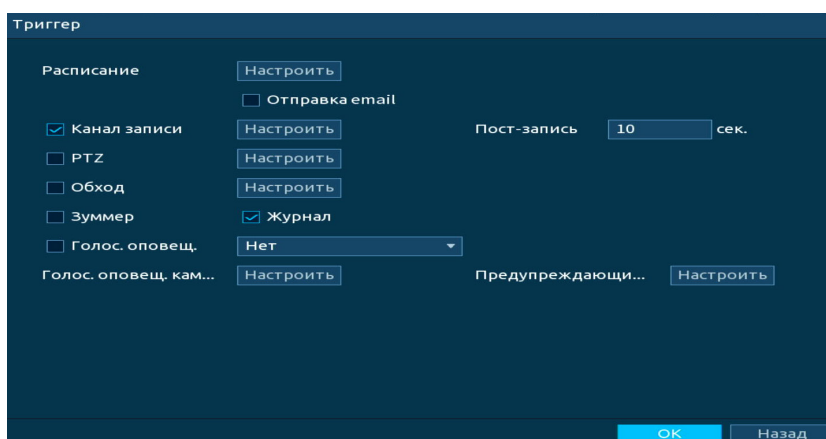 Триггер
Расписание Настроить
Отправка email
Канал записи Настроить Пост-запись 10 сек.
PTZ Настроить
Обход Настроить
Зуммер Журнал
Голос. оповещ. Нет
Голос. оповещ. кам... Настроить Предупреждающи... Настроить
OK Назад